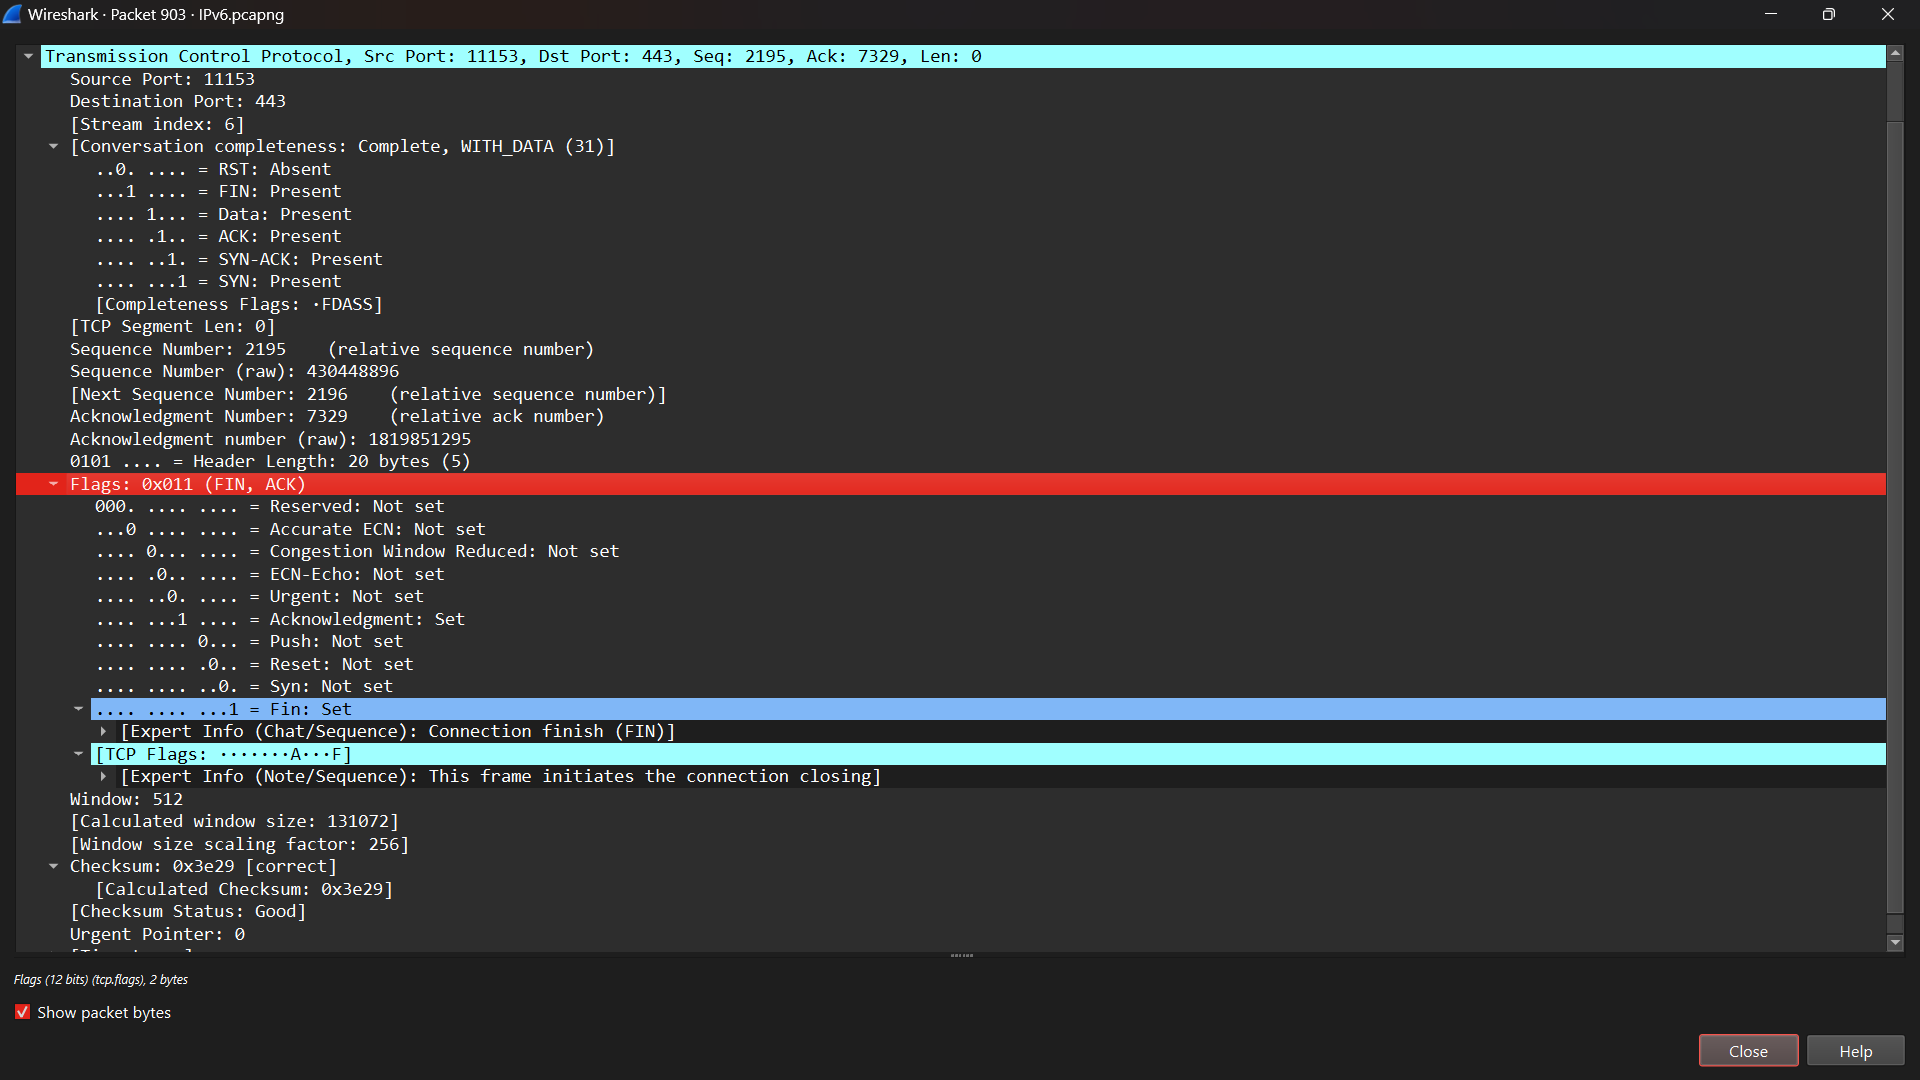 Wireshark · Packet 903 · IPv6.pcapng
Transmission Control Protocol, Src Port: 11153, Dst Port: 443, Seq: 2195, Ack: 7329, Len: 0
Source Port: 11153
Destination Port: 443
[Stream index: 6]
[Conversation completeness: Complete, WITH_DATA (31)]
..0. .... = RST: Absent
...1 .... = FIN: Present
.... 1... = Data: Present
.... .1.. = ACK: Present
.... ..1. = SYN-ACK: Present
.... ...1 = SYN: Present
[Completeness Flags: ·FDASS]
[TCP Segment Len: 0]
Sequence Number: 2195    (relative sequence number)
Sequence Number (raw): 430448896
[Next Sequence Number: 2196    (relative sequence number)]
Acknowledgment Number: 7329    (relative ack number)
Acknowledgment number (raw): 1819851295
0101 .... = Header Length: 20 bytes (5)
Flags: 0x011 (FIN, ACK)
000. .... .... = Reserved: Not set
...0 .... .... = Accurate ECN: Not set
.... 0... .... = Congestion Window Reduced: Not set
.... .0.. .... = ECN-Echo: Not set
.... ..0. .... = Urgent: Not set
.... ...1 .... = Acknowledgment: Set
.... .... 0... = Push: Not set
.... .... .0.. = Reset: Not set
.... .... ..0. = Syn: Not set
.... .... ...1 = Fin: Set
[Expert Info (Chat/Sequence): Connection finish (FIN)]
[TCP Flags: ·······A···F]
[Expert Info (Note/Sequence): This frame initiates the connection closing]
Window: 512
[Calculated window size: 131072]
[Window size scaling factor: 256]
Checksum: 0x3e29 [correct]
[Calculated Checksum: 0x3e29]
[Checksum Status: Good]
Urgent Pointer: 0
Flags (12 bits) (tcp.flags), 2 bytes
Show packet bytes
Close
Help